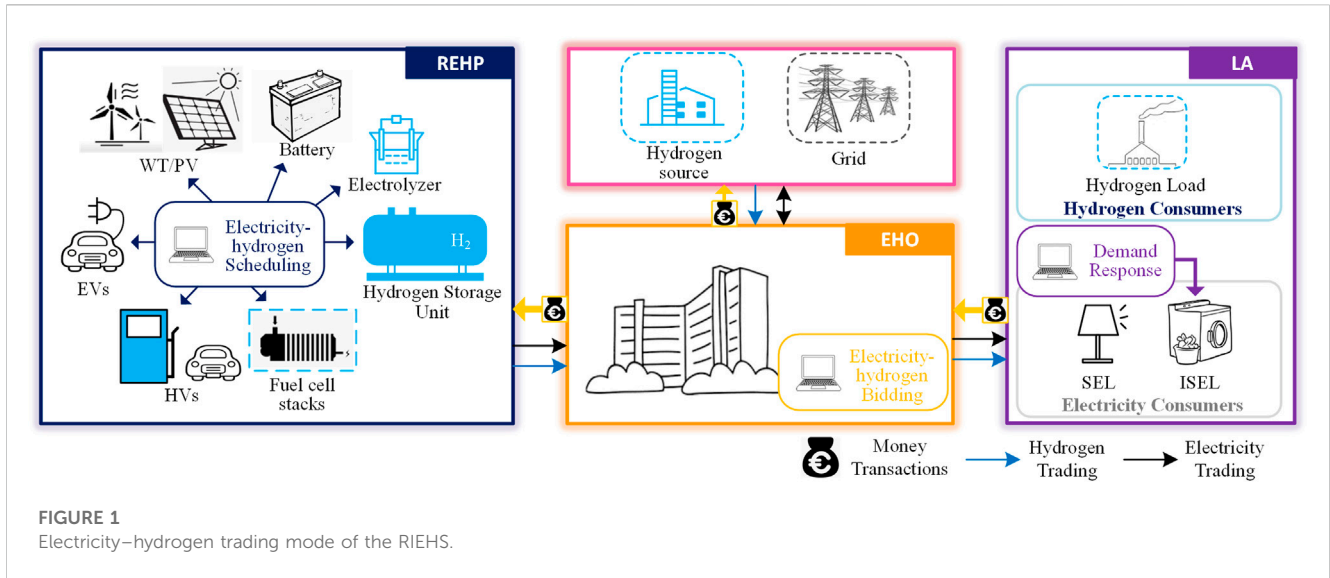 REHP
WT/PV
Battery
Electrolyzer
Electricity-
hydrogen
Scheduling
EVs
H₂
Hydrogen Storage
Unit
HVs
Fuel cell
stacks
Hydrogen
source
Grid
EHO
Electricity-
hydrogen
Bidding
LA
Hydrogen Load
Hydrogen Consumers
Demand
Response
SEL
ISEL
Electricity Consumers
Money
Transactions
Hydrogen
Trading
Electricity
Trading
FIGURE 1
Electricity–hydrogen trading mode of the RIEHS.